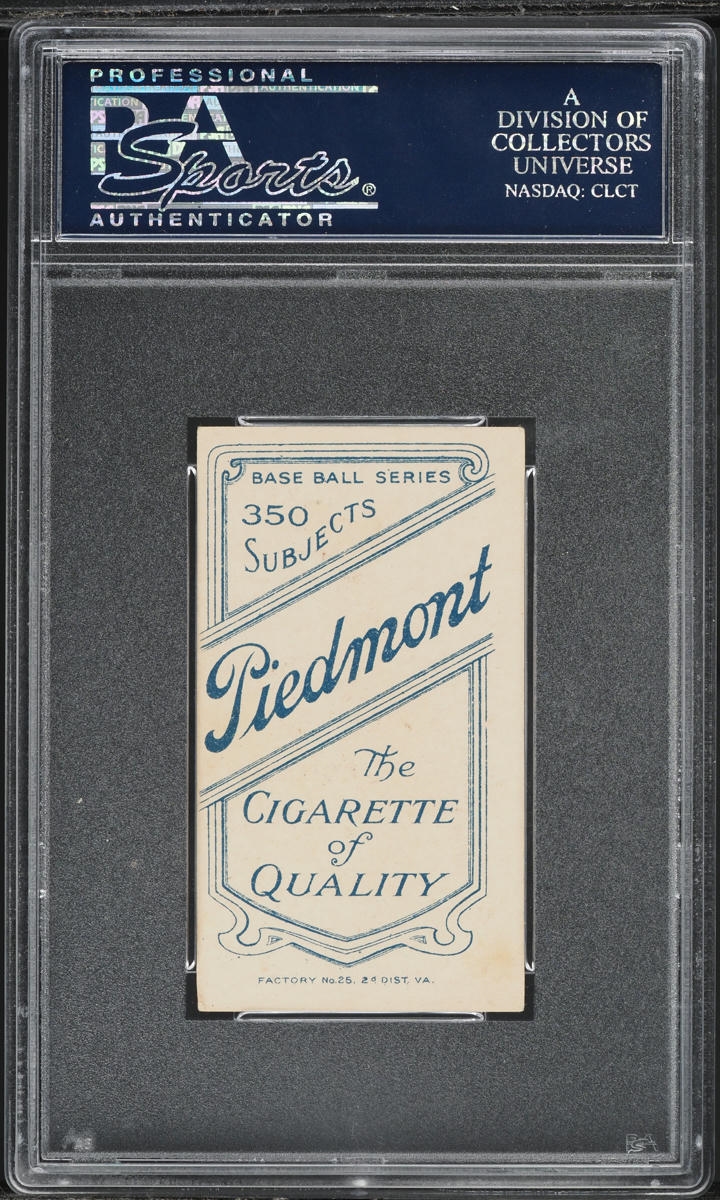 PROFESSIONAL
PSA
Sports®
AUTHENTICATOR
A
DIVISION OF
COLLECTORS
UNIVERSE
NASDAQ: CLCT
BASE BALL SERIES
350
SUBJECTS
Piedmont
The
CIGARETTE
of
QUALITY
FACTORY No.25, 2d DIST, VA.
PSA